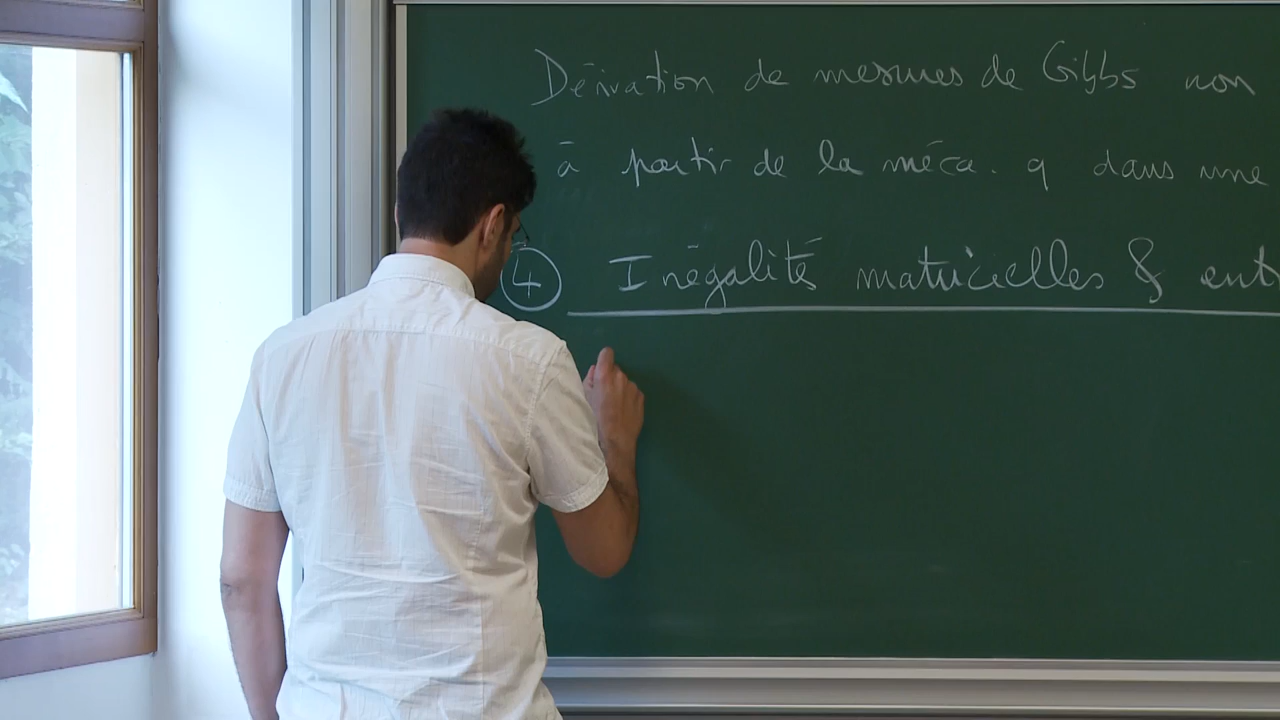 Dérivation de mesures de Gibbs non
à partir de la méca. q dans une
④ Inégalité matricielles & ent